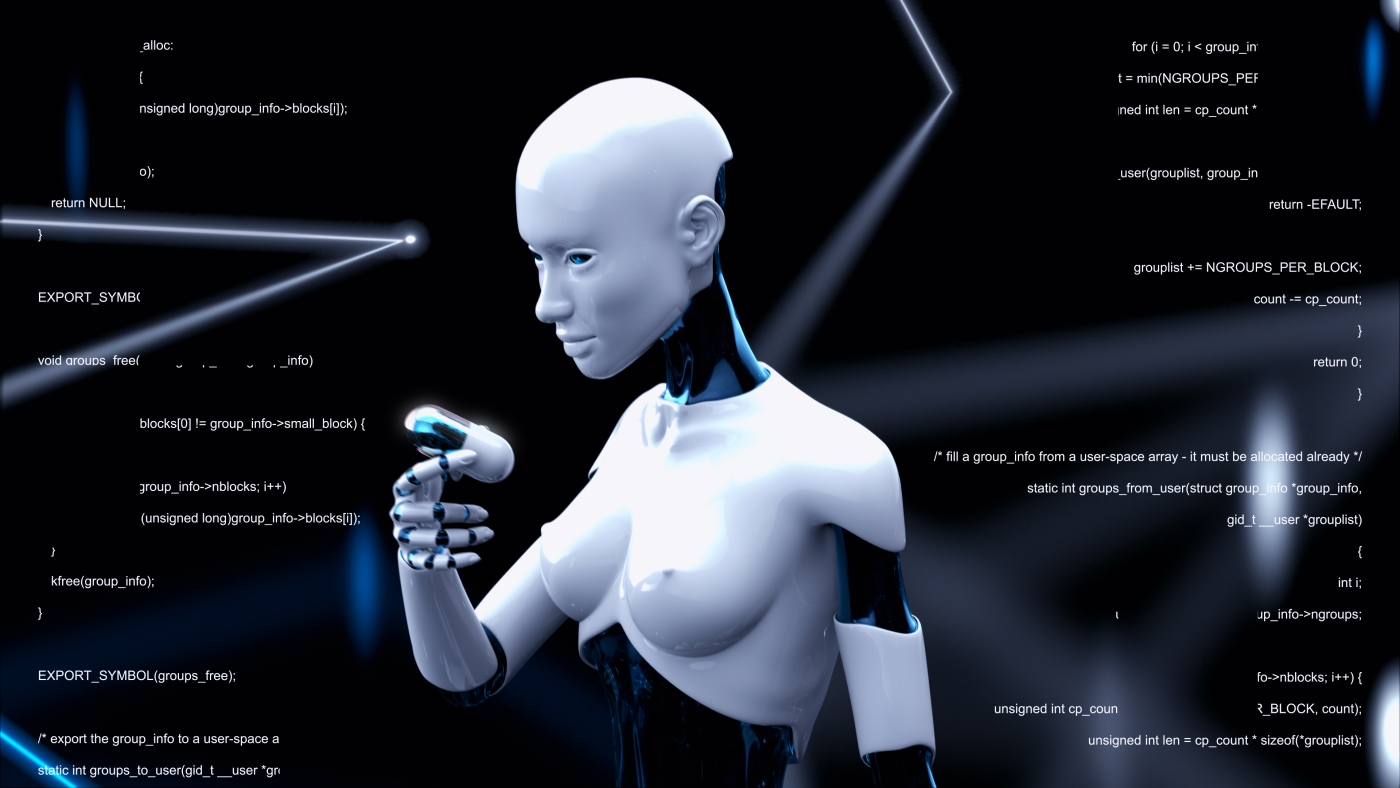 _alloc:
{
nsigned long)group_info->blocks[i]);
o);
return NULL;
}
EXPORT_SYMBO
void groups_free(
_info)
blocks[0] != group_info->small_block) {
group_info->nblocks; i++)
(unsigned long)group_info->blocks[i]);
}
kfree(group_info);
}
EXPORT_SYMBOL(groups_free);
/* export the group_info to a user-space a
static int groups_to_user(gid_t __user *gr
for (i = 0; i < group_in
t = min(NGROUPS_PER
ned int len = cp_count *
_user(grouplist, group_in
return -EFAULT;
grouplist += NGROUPS_PER_BLOCK;
count -= cp_count;
}
return 0;
}
/* fill a group_info from a user-space array - it must be allocated already */
static int groups_from_user(struct group_info *group_info,
gid_t __user *grouplist)
{
int i;
up_info->ngroups;
fo->nblocks; i++) {
unsigned int cp_coun
R_BLOCK, count);
unsigned int len = cp_count * sizeof(*grouplist);